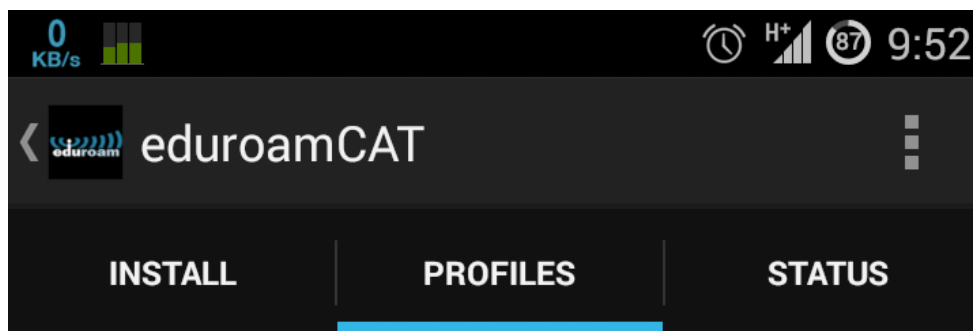 0
KB/s
H+
87
9:52
eduroam
eduroamCAT
INSTALL
PROFILES
STATUS